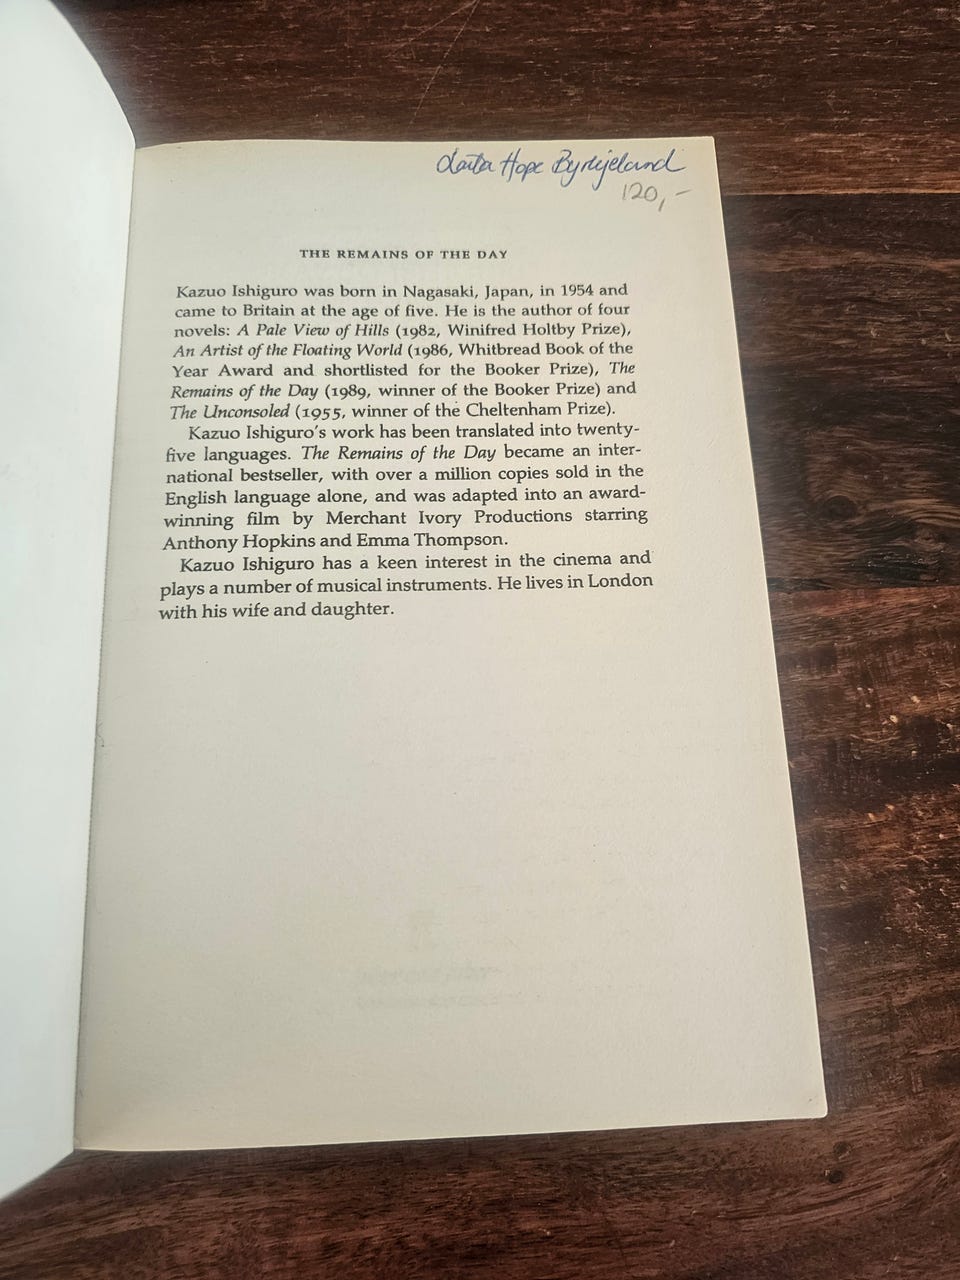 Hope
120,-
THE REMAINS OF THE DAY
Kazuo Ishiguro was born in Nagasaki, Japan, in 1954 and
came to Britain at the age of five. He is the author of four
novels: A Pale View of Hills (1982, Winifred Holtby Prize),
An Artist of the Floating World (1986, Whitbread Book of the
Year Award and shortlisted for the Booker Prize), The
Remains of the Day (1989, winner of the Booker Prize) and
The Unconsoled (1955, winner of the Cheltenham Prize).
Kazuo Ishiguro's work has been translated into twenty-
five languages. The Remains of the Day became an inter-
national bestseller, with over a million copies sold in the
English language alone, and was adapted into an award-
winning film by Merchant Ivory Productions starring
Anthony Hopkins and Emma Thompson.
Kazuo Ishiguro has a keen interest in the cinema and
plays a number of musical instruments. He lives in London
with his wife and daughter.